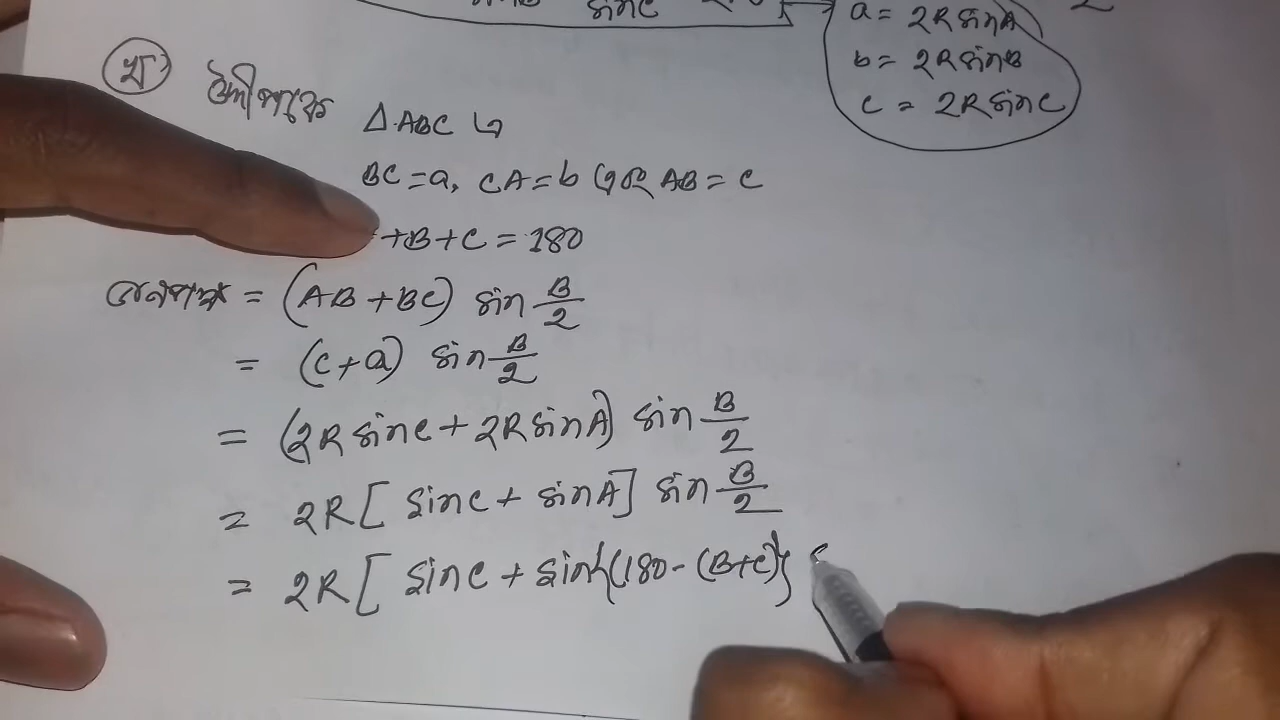 sinC
a = 2R sinA
b = 2R sinB
c = 2R sinC
খ উদ্দীপকে ΔABC এ
BC = a, CA = b এবং AB = c
+B+C = 180
বামপক্ষ = (AB + BC) sin B/2
= (c + a) sin B/2
= (2R sinC + 2R sinA) sin B/2
= 2R [ sinC + sinA] sin B/2
= 2R [ sinC + sin{(180 - (B+C)}